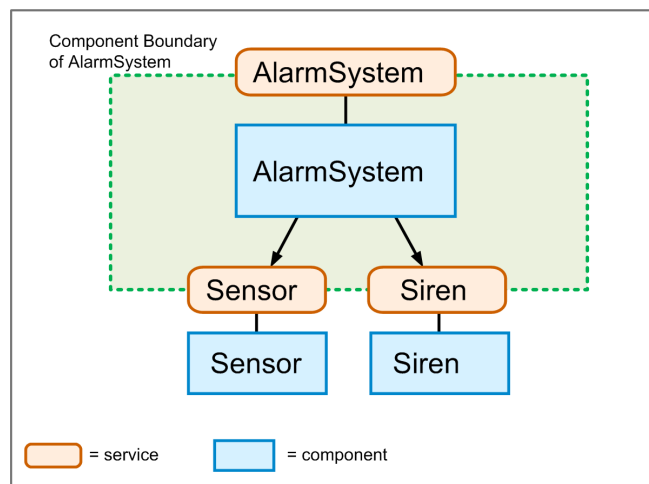 Component Boundary
of AlarmSystem
AlarmSystem
AlarmSystem
Sensor
Siren
Sensor
Siren
= service
= component